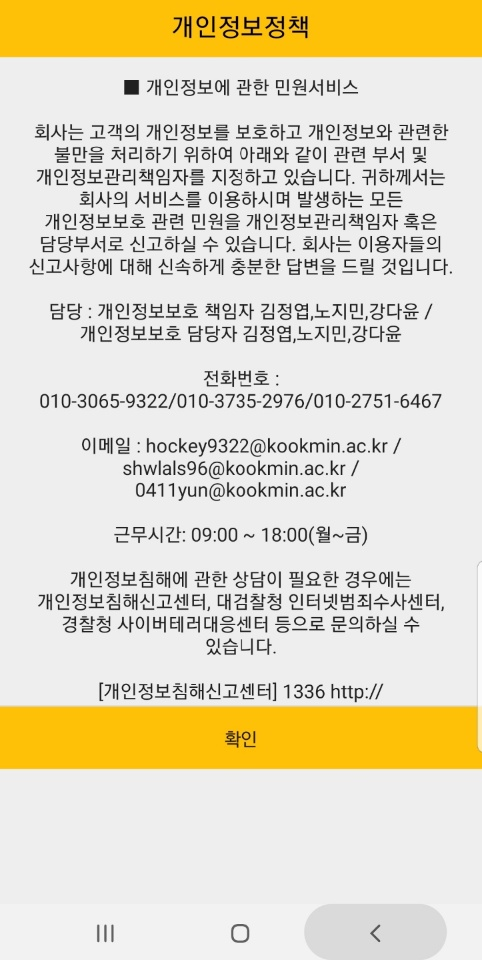 개인정보정책
■ 개인정보에 관한 민원서비스
회사는 고객의 개인정보를 보호하고 개인정보와 관련한
불만을 처리하기 위하여 아래와 같이 관련 부서 및
개인정보관리책임자를 지정하고 있습니다. 귀하께서는
회사의 서비스를 이용하시며 발생하는 모든
개인정보보호 관련 민원을 개인정보관리책임자 혹은
담당부서로 신고하실 수 있습니다. 회사는 이용자들의
신고사항에 대해 신속하게 충분한 답변을 드릴 것입니다.
담당 : 개인정보보호 책임자 김정엽,노지민,강다윤 /
개인정보보호 담당자 김정엽,노지민,강다윤
전화번호 :
010-3065-9322/010-3735-2976/010-2751-6467
이메일 : hockey9322@kookmin.ac.kr /
shwlals96@kookmin.ac.kr /
0411yun@kookmin.ac.kr
근무시간: 09:00 ~ 18:00(월~금)
개인정보침해에 관한 상담이 필요한 경우에는
개인정보침해신고센터, 대검찰청 인터넷범죄수사센터,
경찰청 사이버테러대응센터 등으로 문의하실 수
있습니다.
[개인정보침해신고센터] 1336 http://
확인